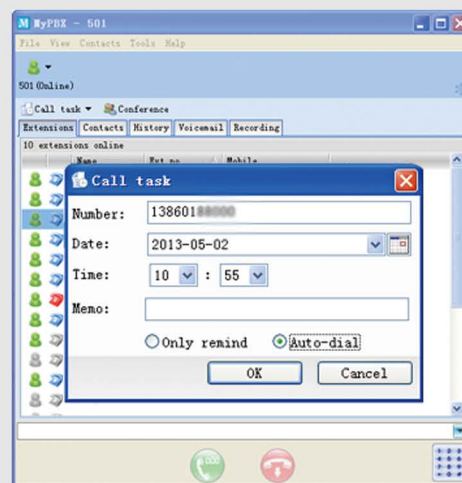 MyPBX - 501
File View Contacts Tools Help
501(Online)
Call task Conference
Extensions Contacts History Voicemail Recording
10 extensions online
Name Ext no. Mobile
Call task
Number: 138601
Date: 2013-05-02
Time: 10 : 55
Memo:
Only remind Auto-dial
OK Cancel